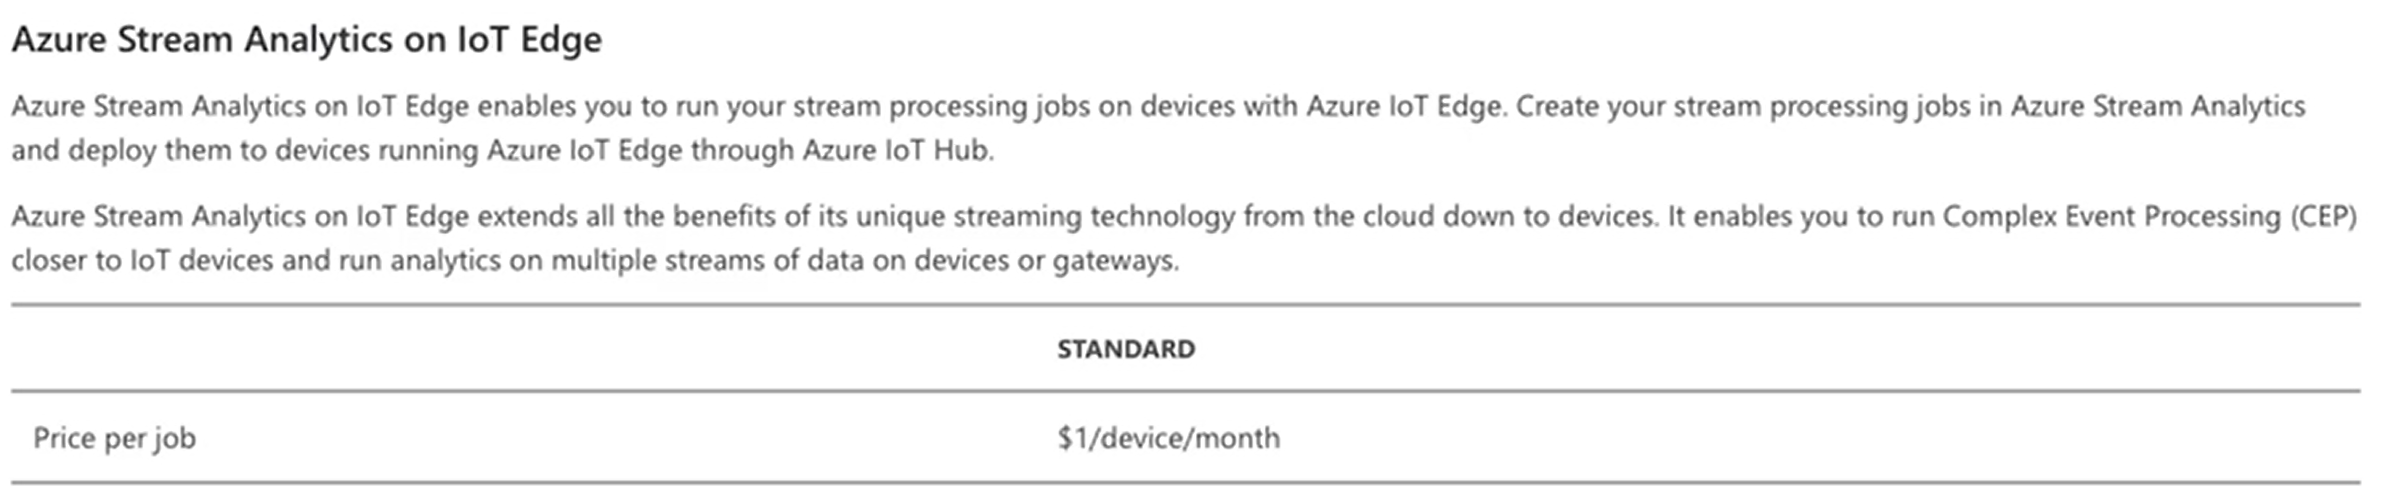 Azure Stream Analytics on IoT Edge
Azure Stream Analytics on IoT Edge enables you to run your stream processing jobs on devices with Azure IoT Edge. Create your stream processing jobs in Azure Stream Analytics
and deploy them to devices running Azure IoT Edge through Azure IoT Hub.
Azure Stream Analytics on IoT Edge extends all the benefits of its unique streaming technology from the cloud down to devices. It enables you to run Complex Event Processing (CEP)
closer to IoT devices and run analytics on multiple streams of data on devices or gateways.
STANDARD
Price per job $1/device/month